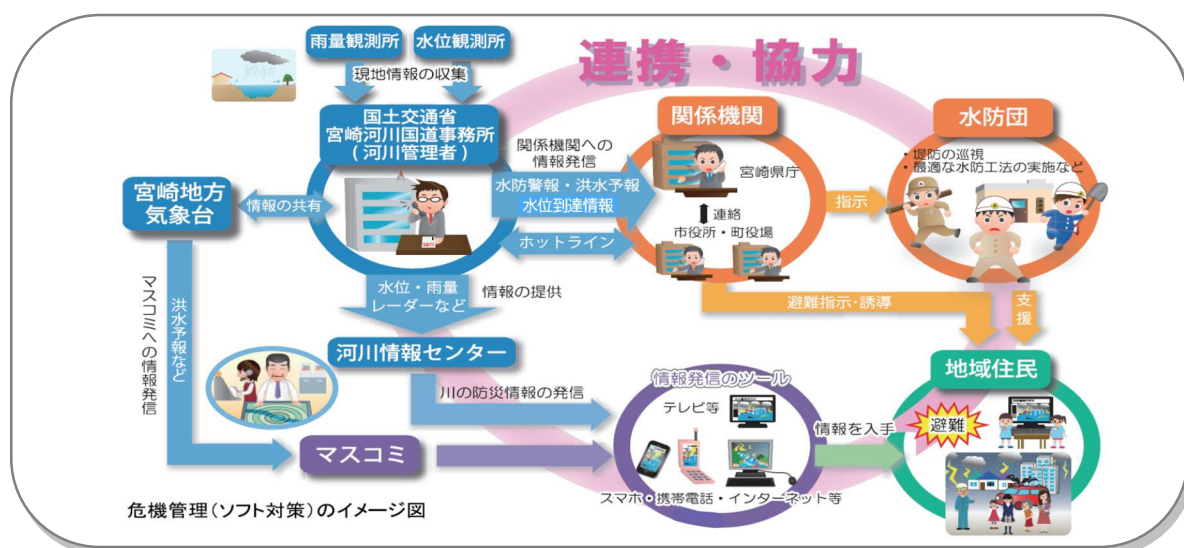 雨量観測所
水位観測所
連携・協力
現地情報の収集
国土交通省
宮崎河川国道事務所
(河川管理者)
関係機関
水防団
関係機関への
情報発信
・堤防の巡視
・最適な水防工法の実施など
宮崎県庁
宮崎地方
気象台
情報の共有
水防警報・洪水予報
水位到達情報
指示
連絡
市役所・町役場
ホットライン
水位・雨量
レーダーなど
情報の提供
避難指示・誘導
支援
マスコミへの情報発信
洪水予報など
河川情報センター
地域住民
情報発信のツール
川の防災情報の発信
テレビ等
情報を入手
避難
マスコミ
スマホ・携帯電話・インターネット等
危機管理(ソフト対策)のイメージ図